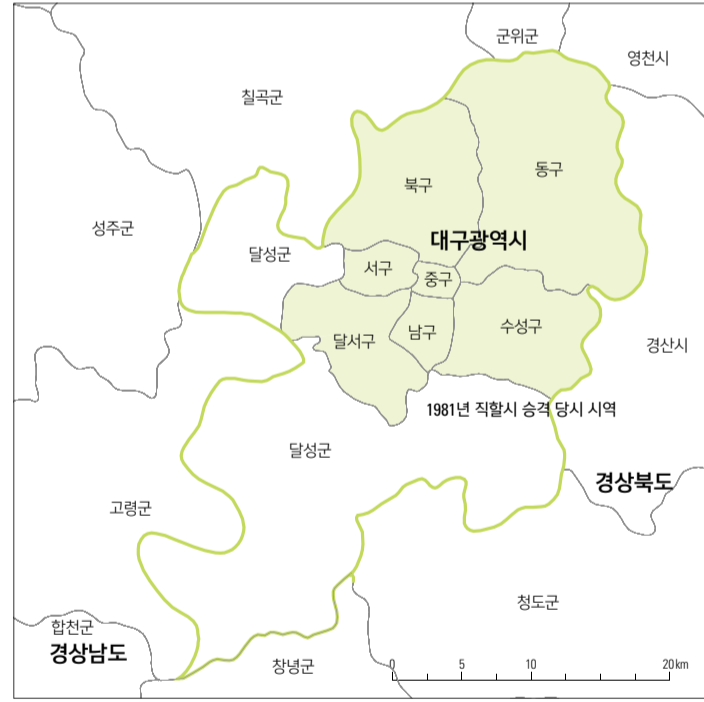 군위군
영천시
칠곡군
동구
북구
성주군
대구광역시
달성군
서구
중구
수성구
남구
달서구
경산시
1981년 직할시 승격 당시 시역
달성군
경상북도
고령군
청도군
합천군
경상남도
창녕군
0 5 10 20km